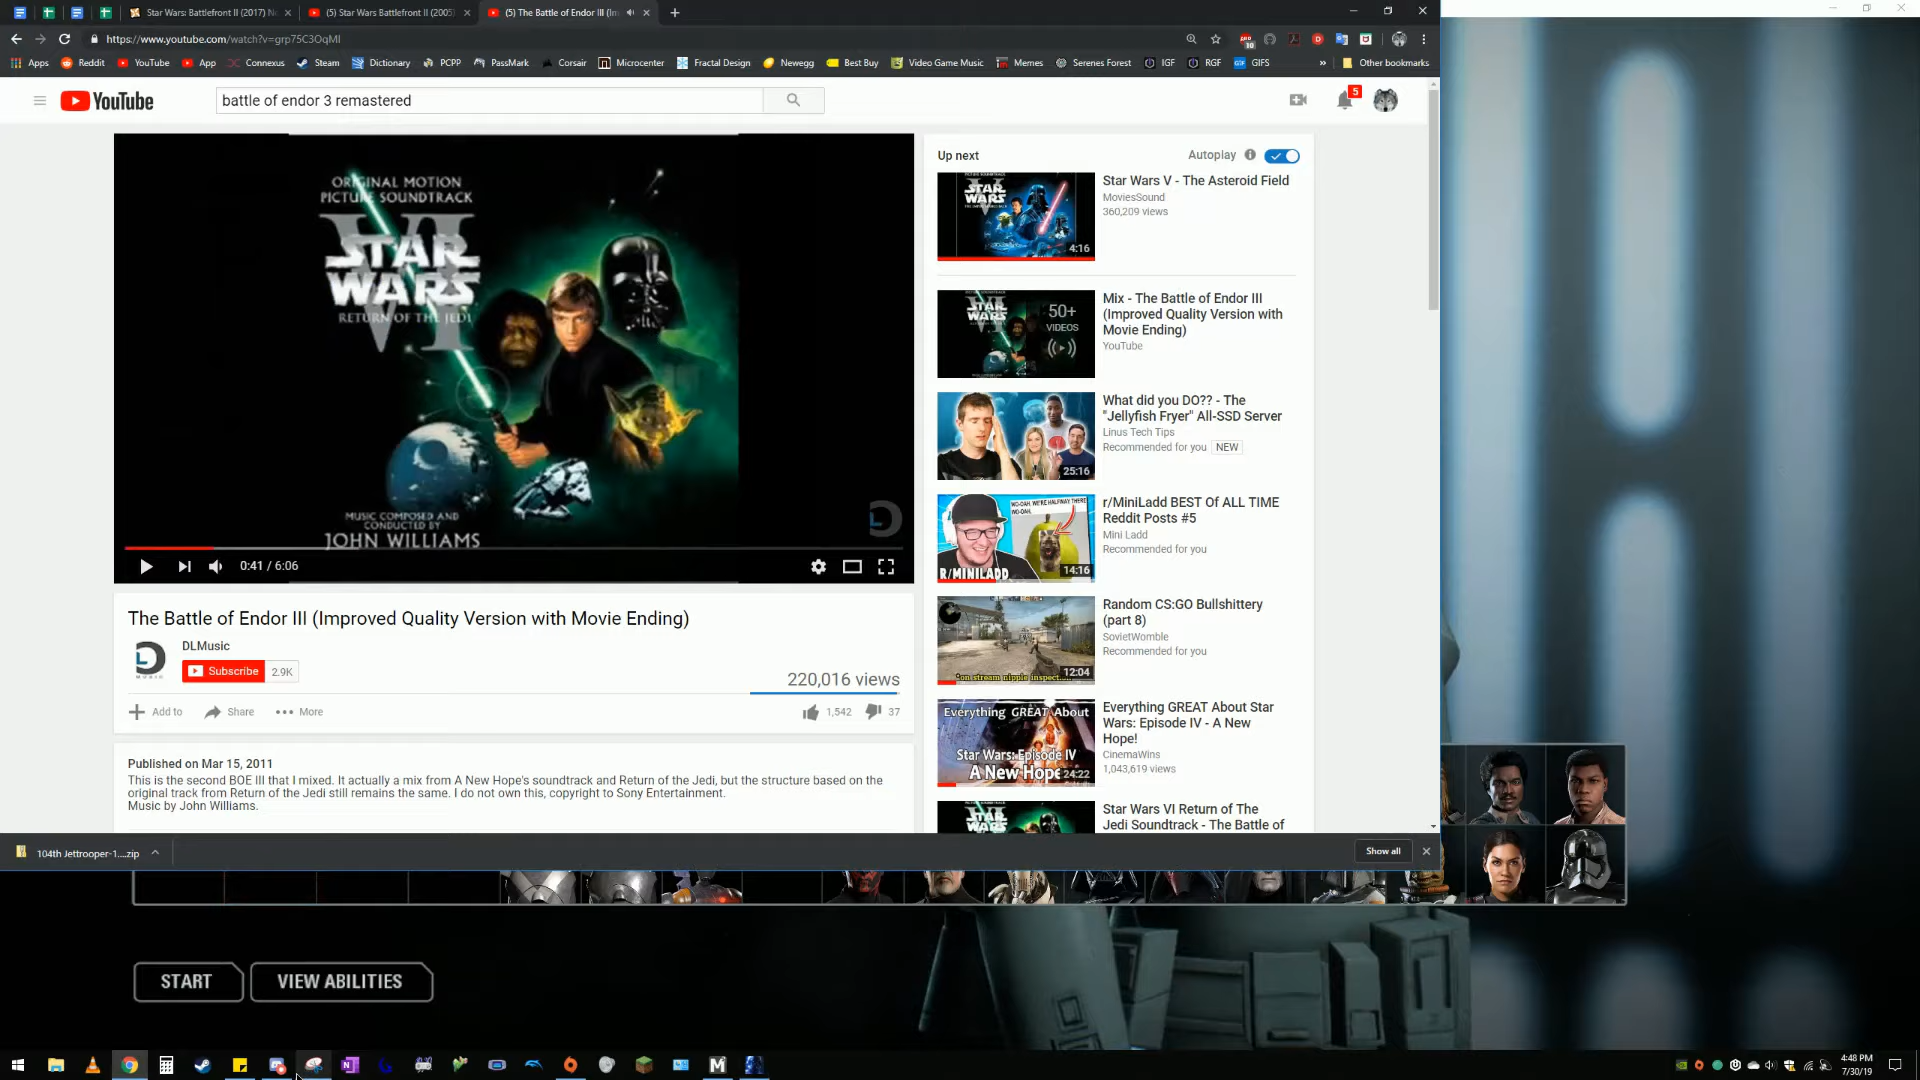 Star Wars: Battlefront II (2017) N
(5) Star Wars Battlefront II (2005)
(5) The Battle of Endor III (Im
https://www.youtube.com/watch?v=grp75C3OqMI
Apps
Reddit
YouTube
App
Connexus
Steam
Dictionary
PCPP
PassMark
Corsair
Microcenter
Fractal Design
Newegg
Best Buy
Video Game Music
Memes
Serenes Forest
IGF
RGF
GIFS
Other bookmarks
YouTube
battle of endor 3 remastered
5
ORIGINAL MOTION
PICTURE SOUNDTRACK
VI
STAR
WARS
RETURN OF THE JEDI
MUSIC COMPOSED AND
CONDUCTED BY
JOHN WILLIAMS
0:41 / 6:06
The Battle of Endor III (Improved Quality Version with Movie Ending)
DLMusic
Subscribe 2.9K
220,016 views
Add to Share More
1,542 37
Published on Mar 15, 2011
This is the second BOE III that I mixed. It actually a mix from A New Hope's soundtrack and Return of the Jedi, but the structure based on the
original track from Return of the Jedi still remains the same. I do not own this, copyright to Sony Entertainment.
Music by John Williams.
Up next
Autoplay
Star Wars V - The Asteroid Field
MoviesSound
360,209 views
4:16
Mix - The Battle of Endor III
(Improved Quality Version with
Movie Ending)
YouTube
50+
VIDEOS
What did you DO?? - The
"Jellyfish Fryer" All-SSD Server
Linus Tech Tips
Recommended for you NEW
25:16
r/MiniLadd BEST Of ALL TIME
Reddit Posts #5
Mini Ladd
Recommended for you
R/MINILADD
14:16
Random CS:GO Bullshittery
(part 8)
SovietWomble
Recommended for you
12:04
Everything GREAT About Star
Wars: Episode IV - A New
Hope!
CinemaWins
1,043,619 views
Everything GREAT About
Star Wars: Episode IV
A New Hope
24:22
Star Wars VI Return of The
Jedi Soundtrack - The Battle of
104th Jettrooper-1....zip
Show all
START
VIEW ABILITIES
4:48 PM
7/30/19